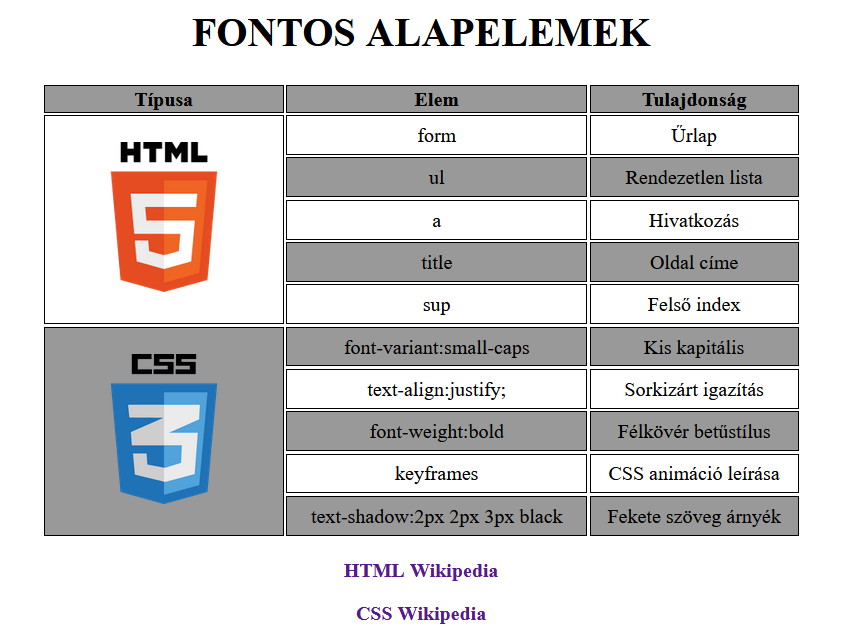 FONTOS ALAPELEMEK
Típusa Elem Tulajdonság
HTML
5
form Űrlap
ul Rendezetlen lista
a Hivatkozás
title Oldal címe
sup Felső index
CSS
3
font-variant:small-caps Kis kapitális
text-align:justify; Sorkizárt igazítás
font-weight:bold Félkövér betűstílus
keyframes CSS animáció leírása
text-shadow:2px 2px 3px black Fekete szöveg árnyék
HTML Wikipedia
CSS Wikipedia